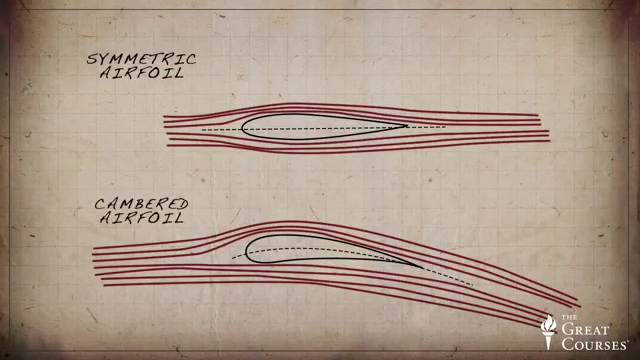 SYMMETRIC
AIRFOIL
CAMBERED
AIRFOIL
THE
GREAT
COURSES